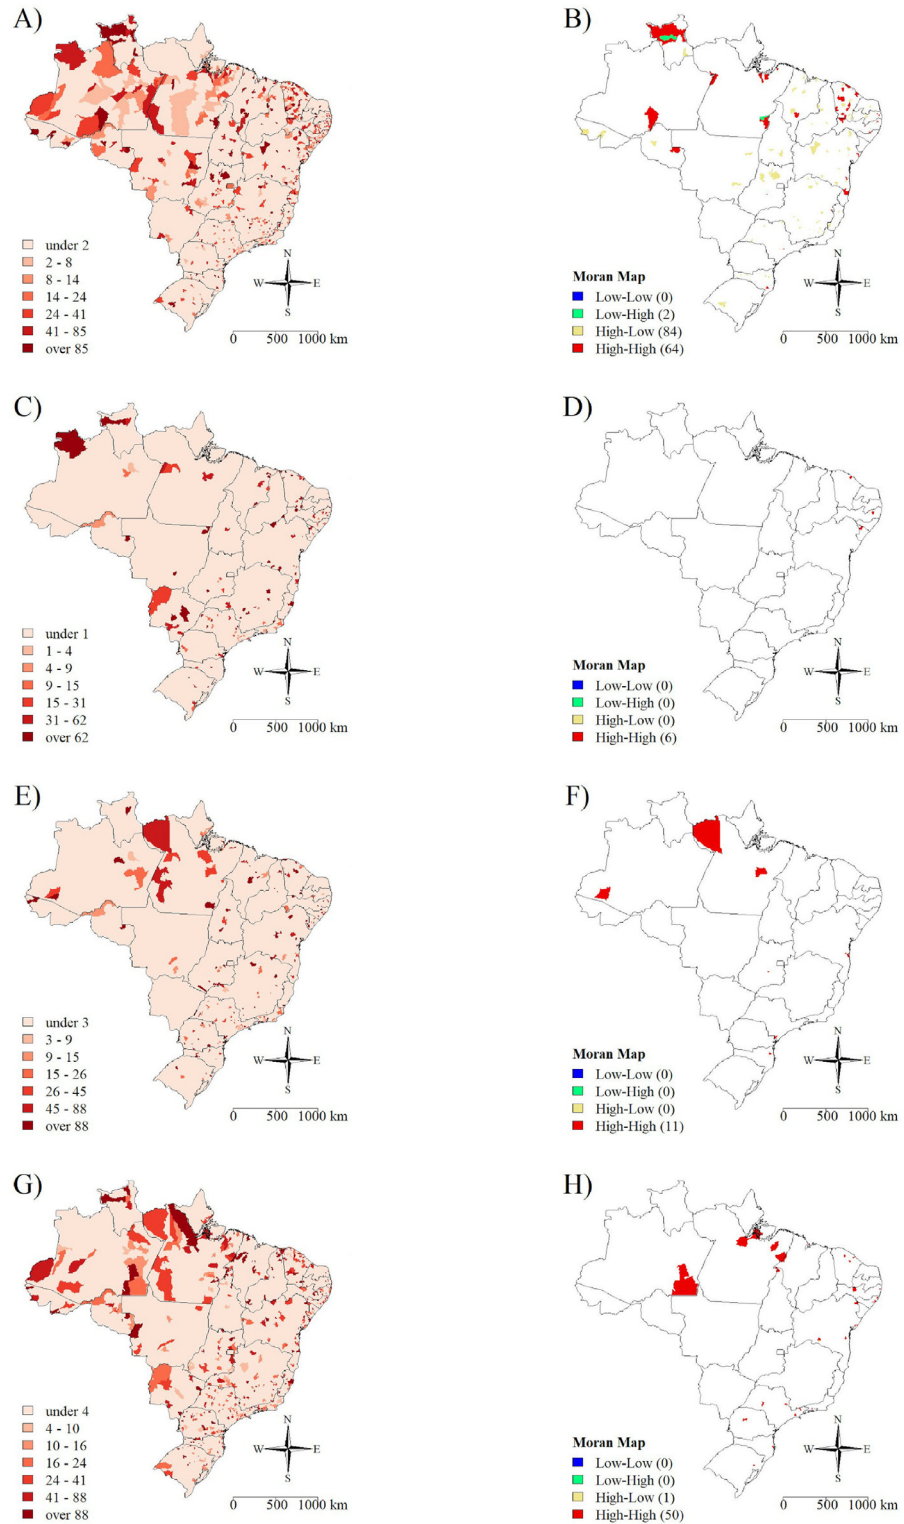 A)
under 2
2 - 8
8 - 14
14 - 24
24 - 41
41 - 85
over 85
N
W E
S
0 500 1000 km
B)
Moran Map
Low-Low (0)
Low-High (2)
High-Low (84)
High-High (64)
N
W E
S
0 500 1000 km
C)
under 1
1 - 4
4 - 9
9 - 15
15 - 31
31 - 62
over 62
N
W E
S
0 500 1000 km
D)
Moran Map
Low-Low (0)
Low-High (0)
High-Low (0)
High-High (6)
N
W E
S
0 500 1000 km
E)
under 3
3 - 9
9 - 15
15 - 26
26 - 45
45 - 88
over 88
N
W E
S
0 500 1000 km
F)
Moran Map
Low-Low (0)
Low-High (0)
High-Low (0)
High-High (11)
N
W E
S
0 500 1000 km
G)
under 4
4 - 10
10 - 16
16 - 24
24 - 41
41 - 88
over 88
N
W E
S
0 500 1000 km
H)
Moran Map
Low-Low (0)
Low-High (0)
High-Low (1)
High-High (50)
N
W E
S
0 500 1000 km